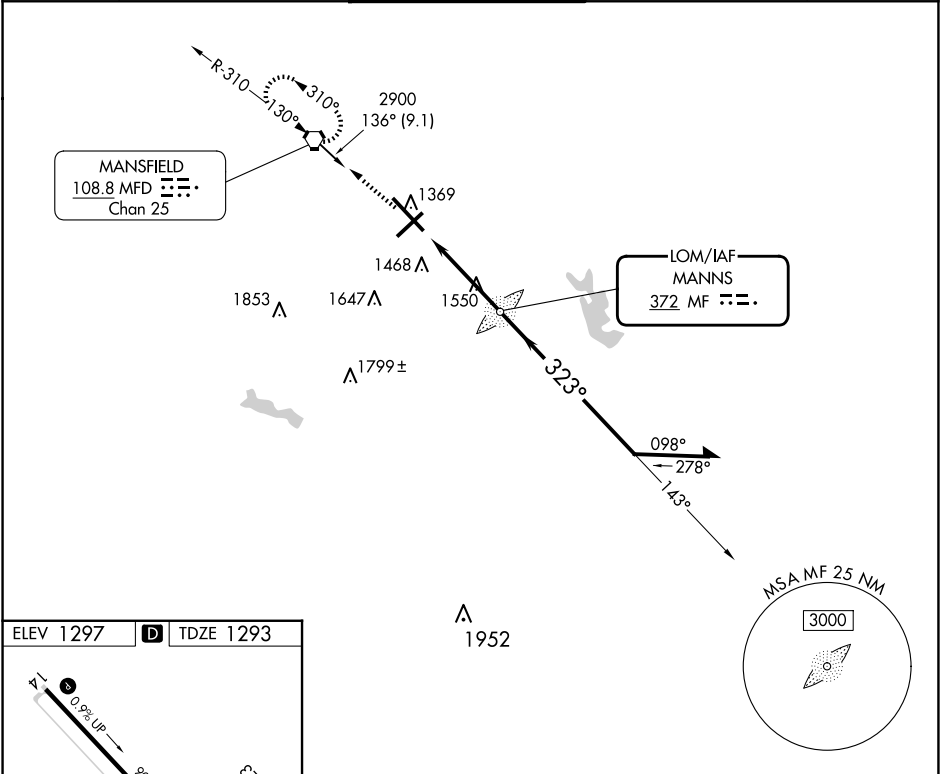 R-310
130°
310°
2900
136° (9.1)
MANSFIELD
108.8 MFD
Chan 25
1369
1468
1853
1647
1550
LOM/IAF
MANNS
372 MF
1799±
323°
098°
278°
143°
1952
MSA MF 25 NM
3000
ELEV 1297 D TDZE 1293
14
P
0.9% UP